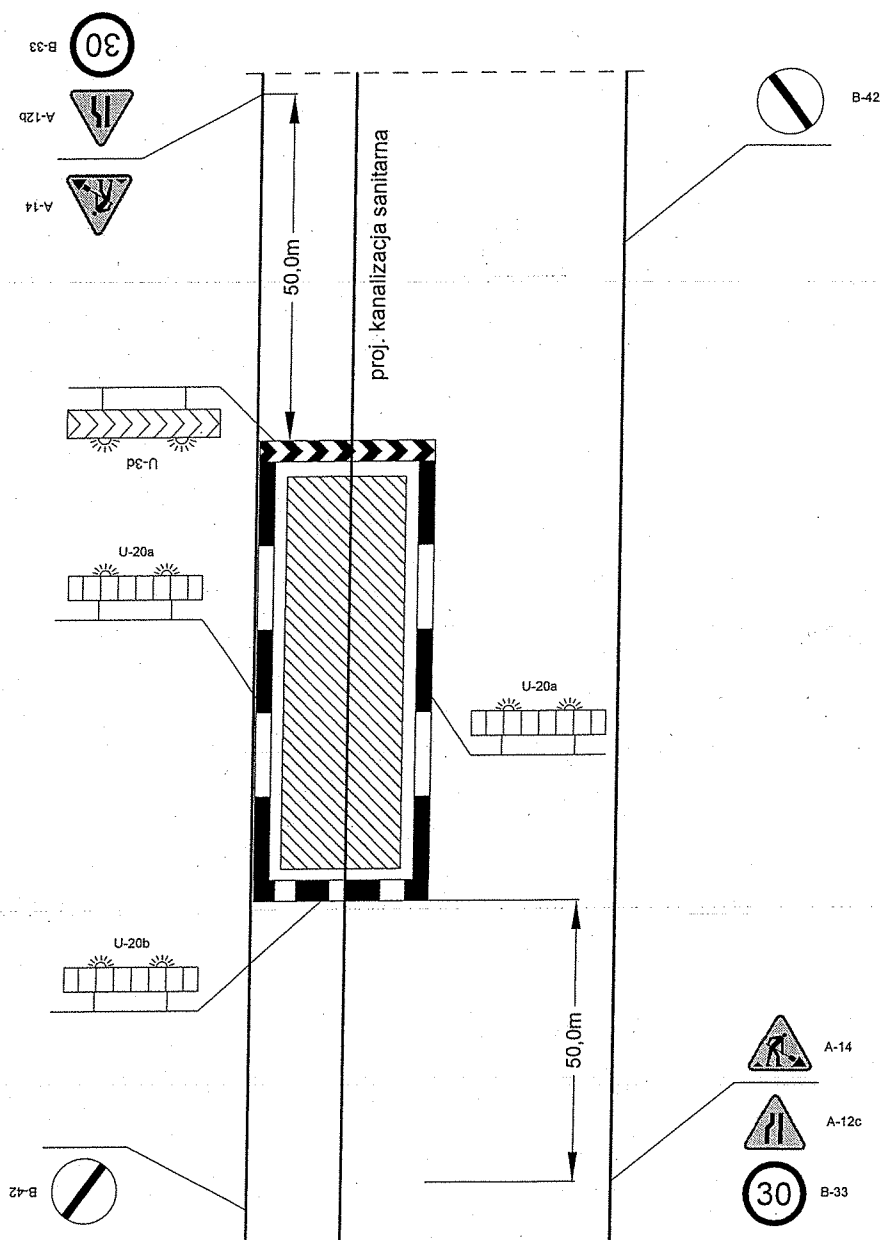 B-33
30
A-12b
A-14
B-42
50,0m
proj. kanalizacja sanitarna
U-3d
U-20a
U-20a
U-20b
50,0m
A-14
A-12c
B-42
30
B-33